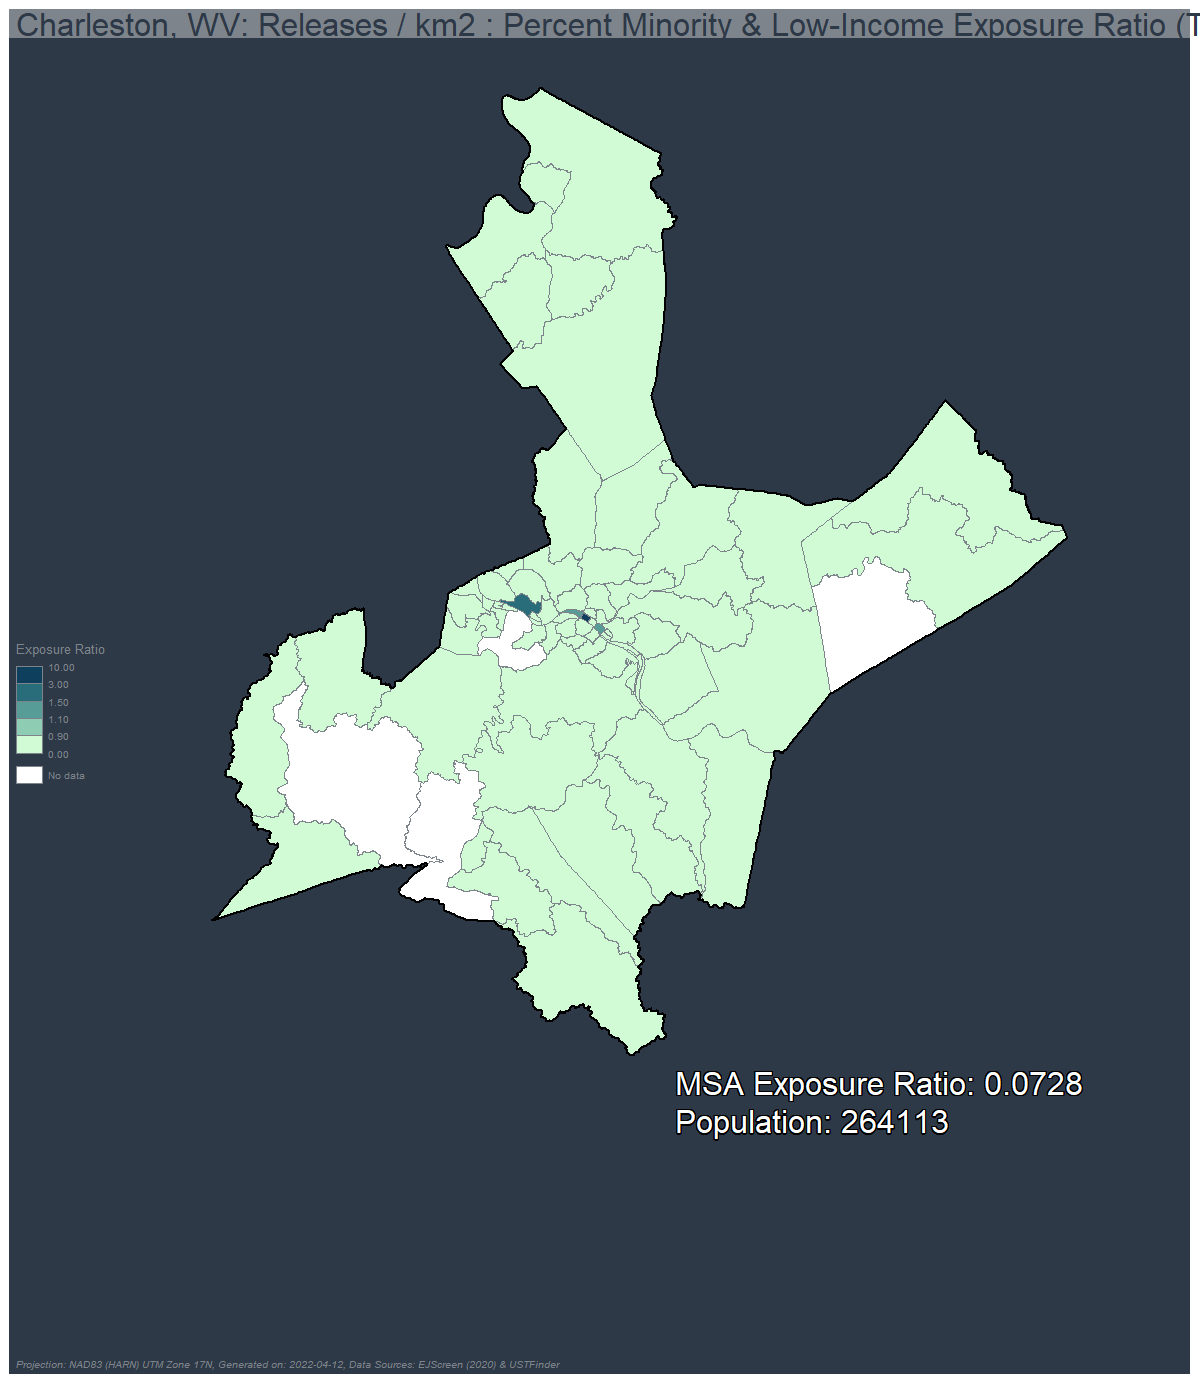 Charleston, WV: Releases / km2 : Percent Minority & Low-Income Exposure Ratio (T
Exposure Ratio
10.00
3.00
1.50
1.10
0.90
0.00
No data
MSA Exposure Ratio: 0.0728
Population: 264113
Projection: NAD83 (HARN) UTM Zone 17N, Generated on: 2022-04-12, Data Sources: EJScreen (2020) & USTFinder